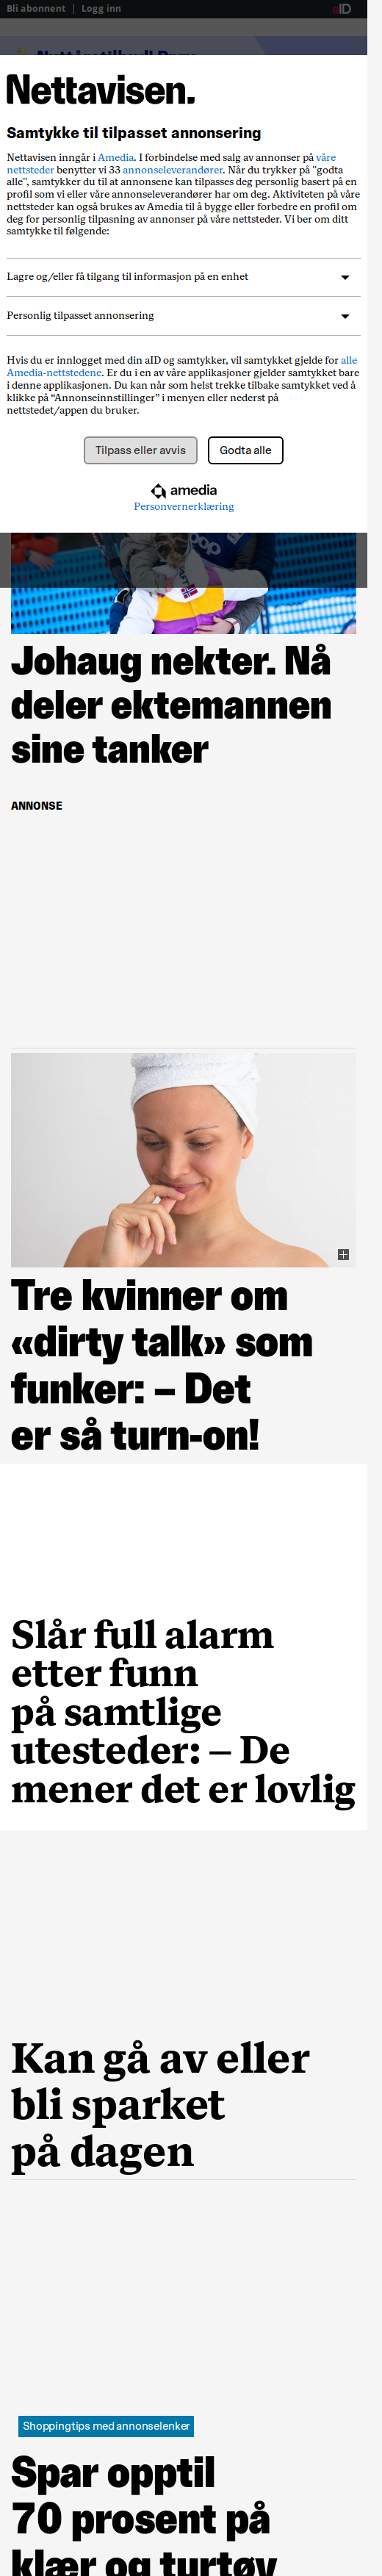 Bli abonnent | Logg inn
aID
Nettavisen.
Samtykke til tilpasset annonsering
Nettavisen inngår i Amedia. I forbindelse med salg av annonser på våre
nettsteder benytter vi 33 annonseleverandører. Når du trykker på "godta
alle", samtykker du til at annonsene kan tilpasses deg personlig basert på en
profil som vi eller våre annonseleverandører har om deg. Aktiviteten på våre
nettsteder kan også brukes av Amedia til å bygge eller forbedre en profil om
deg for personlig tilpasning av annonser på våre nettsteder. Vi ber om ditt
samtykke til følgende:
Lagre og/eller få tilgang til informasjon på en enhet
Personlig tilpasset annonsering
Hvis du er innlogget med din aID og samtykker, vil samtykket gjelde for alle
Amedia-nettstedene. Er du i en av våre applikasjoner gjelder samtykket bare
i denne applikasjonen. Du kan når som helst trekke tilbake samtykket ved å
klikke på “Annonseinnstillinger” i menyen eller nederst på
nettstedet/appen du bruker.
Tilpass eller avvis
Godta alle
amedia
Personvernerklæring
Johaug nekter. Nå
deler ektemannen
sine tanker
ANNONSE
Tre kvinner om
«dirty talk» som
funker: – Det
er så turn-on!
Slår full alarm
etter funn
på samtlige
utesteder: – De
mener det er lovlig
Kan gå av eller
bli sparket
på dagen
Shoppingtips med annonselenker
Spar opptil
70 prosent på
klær og turtøy